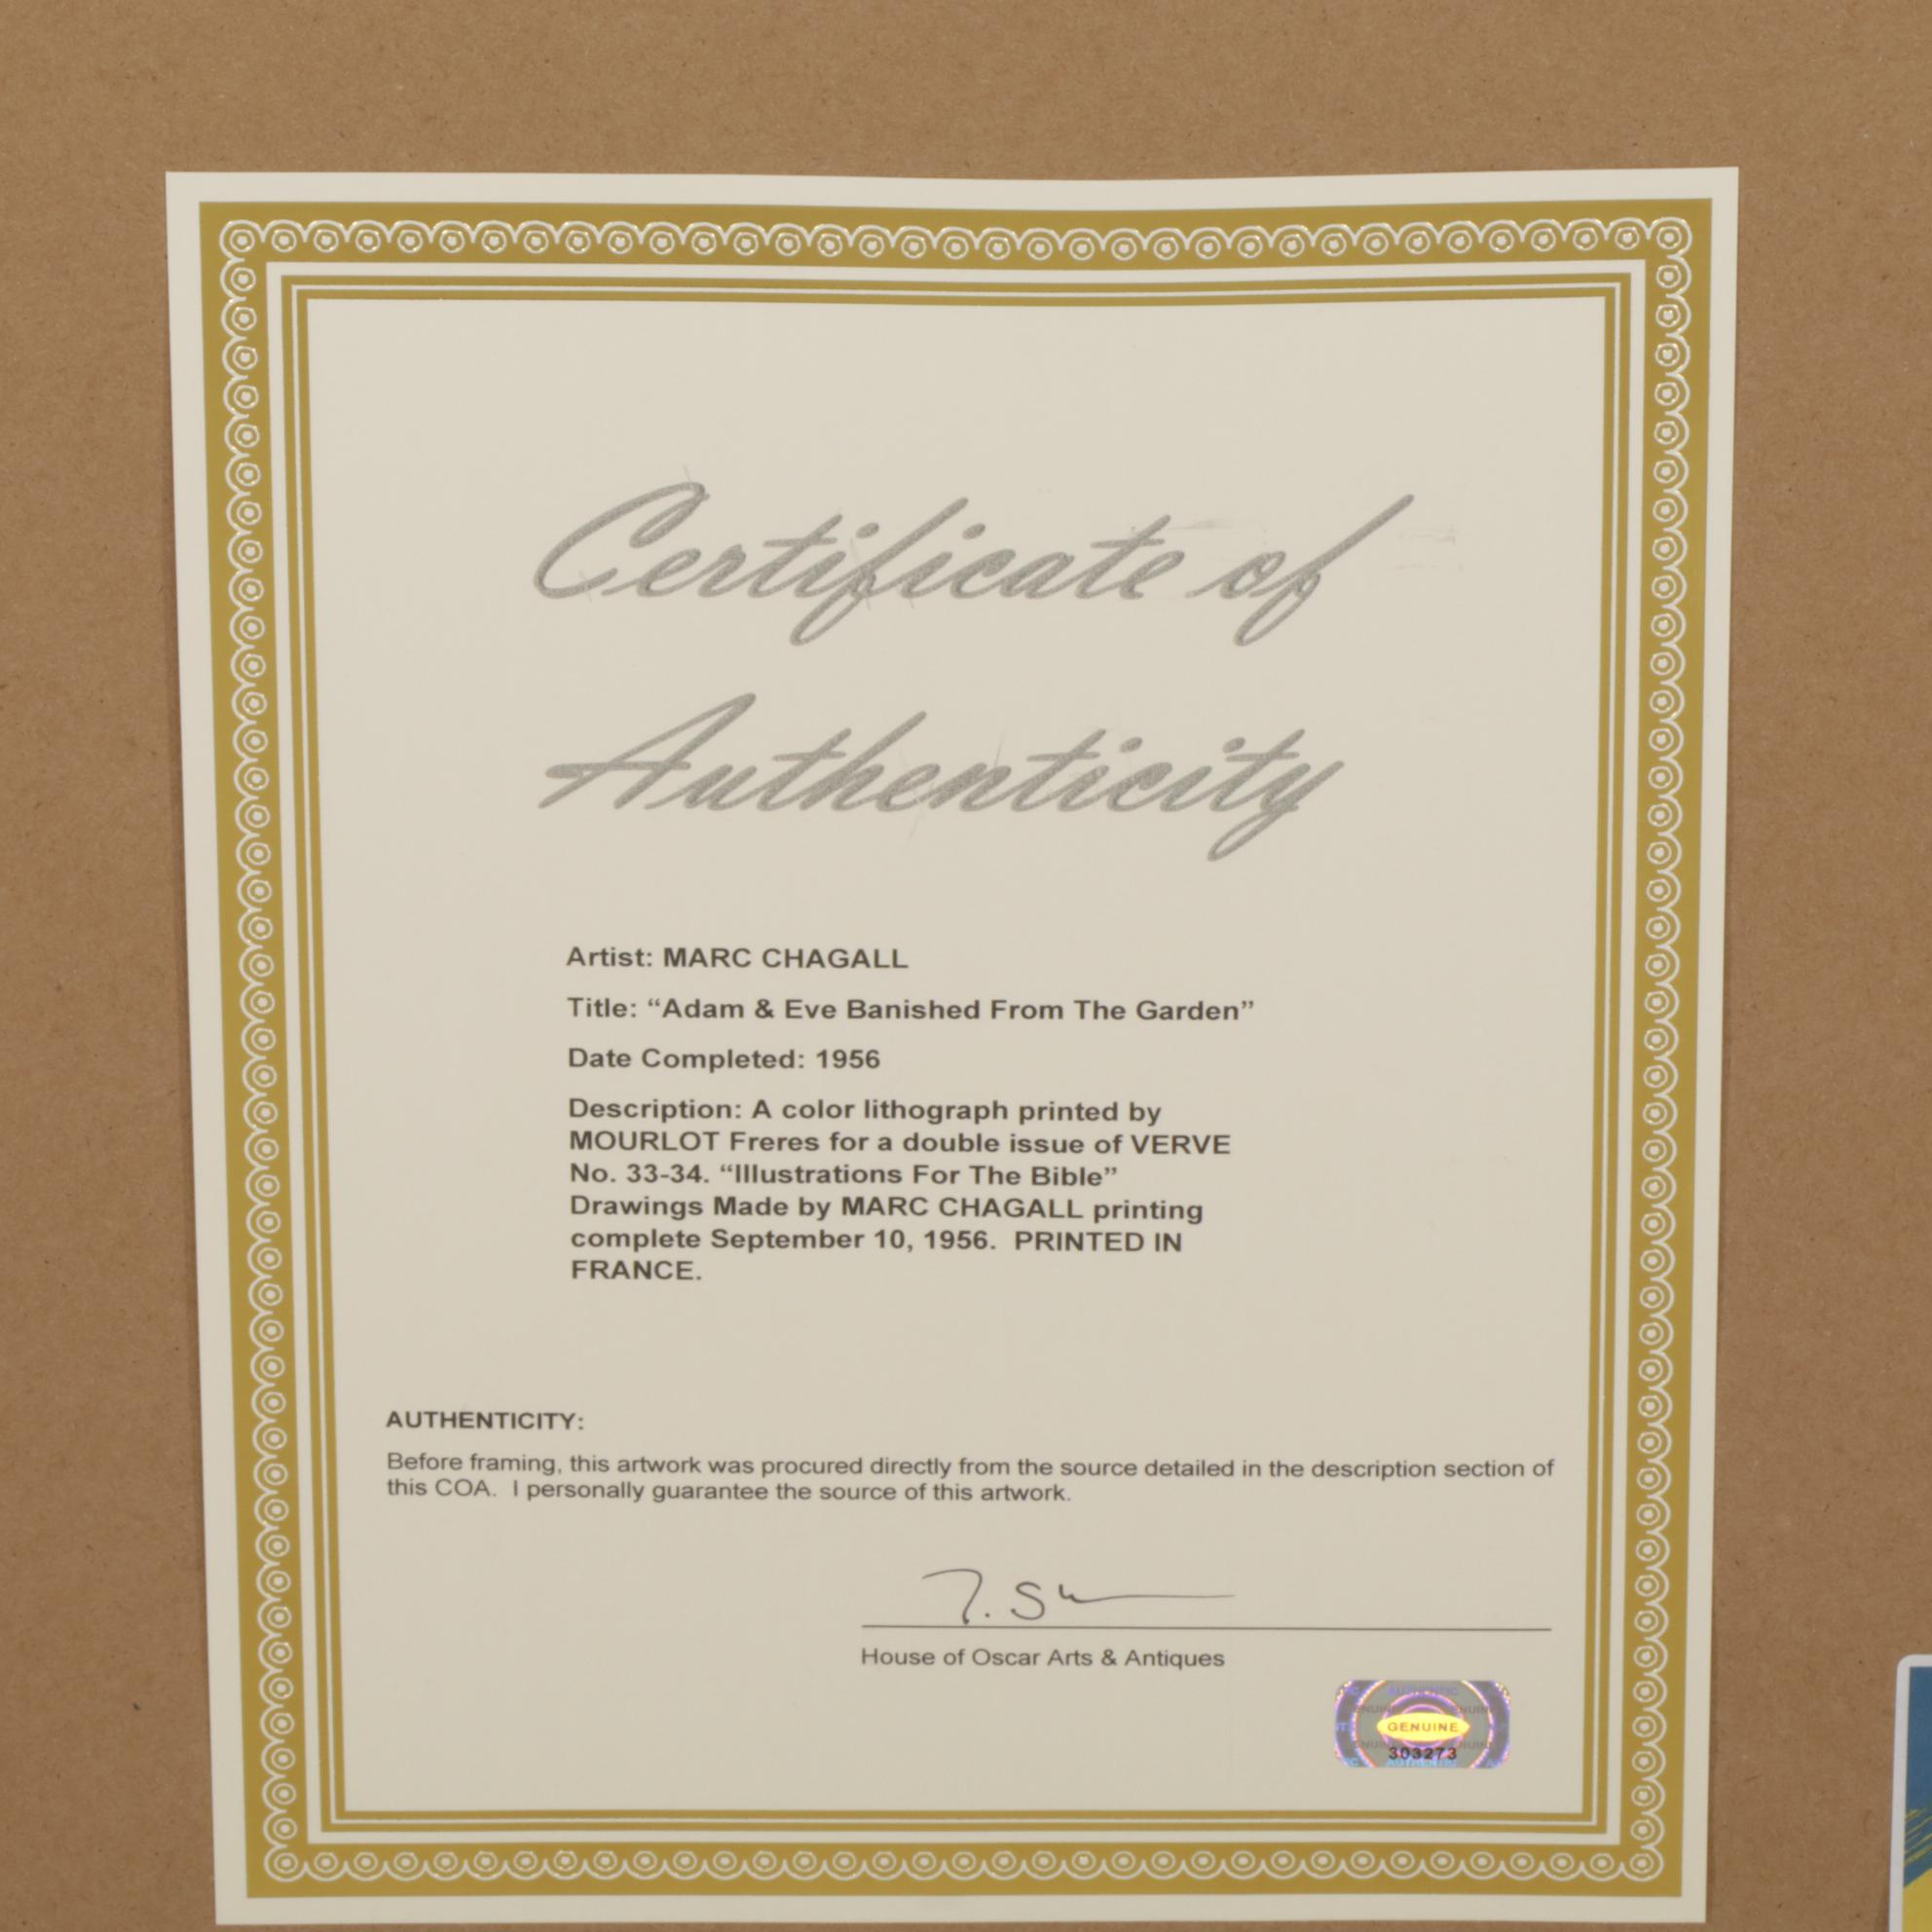 Certificate of
Authenticity
Artist: MARC CHAGALL
Title: “Adam & Eve Banished From The Garden”
Date Completed: 1956
Description: A color lithograph printed by
MOURLOT Freres for a double issue of VERVE
No. 33-34. “Illustrations For The Bible”
Drawings Made by MARC CHAGALL printing
complete September 10, 1956.  PRINTED IN
FRANCE.
AUTHENTICITY:
Before framing, this artwork was procured directly from the source detailed in the description section of
this COA.  I personally guarantee the source of this artwork.
House of Oscar Arts & Antiques
AUTHENTIC
GENUINE
303273